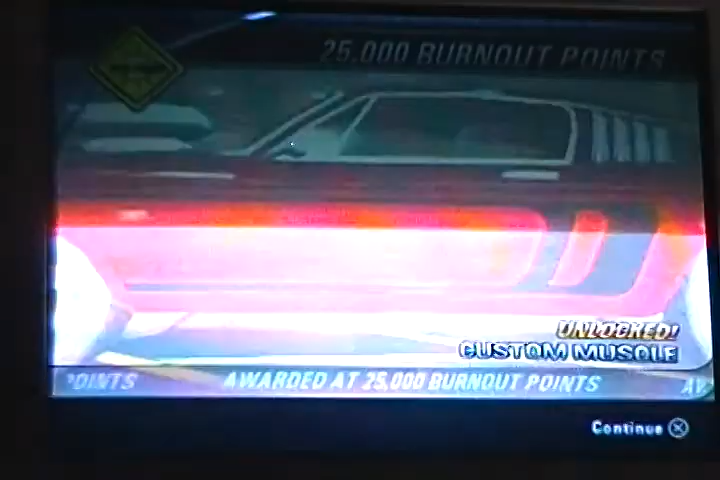 25,000 BURNOUT POINTS
UNLOCKED!
CUSTOM MUSCLE
POINTS AWARDED AT 25,000 BURNOUT POINTS
Continue